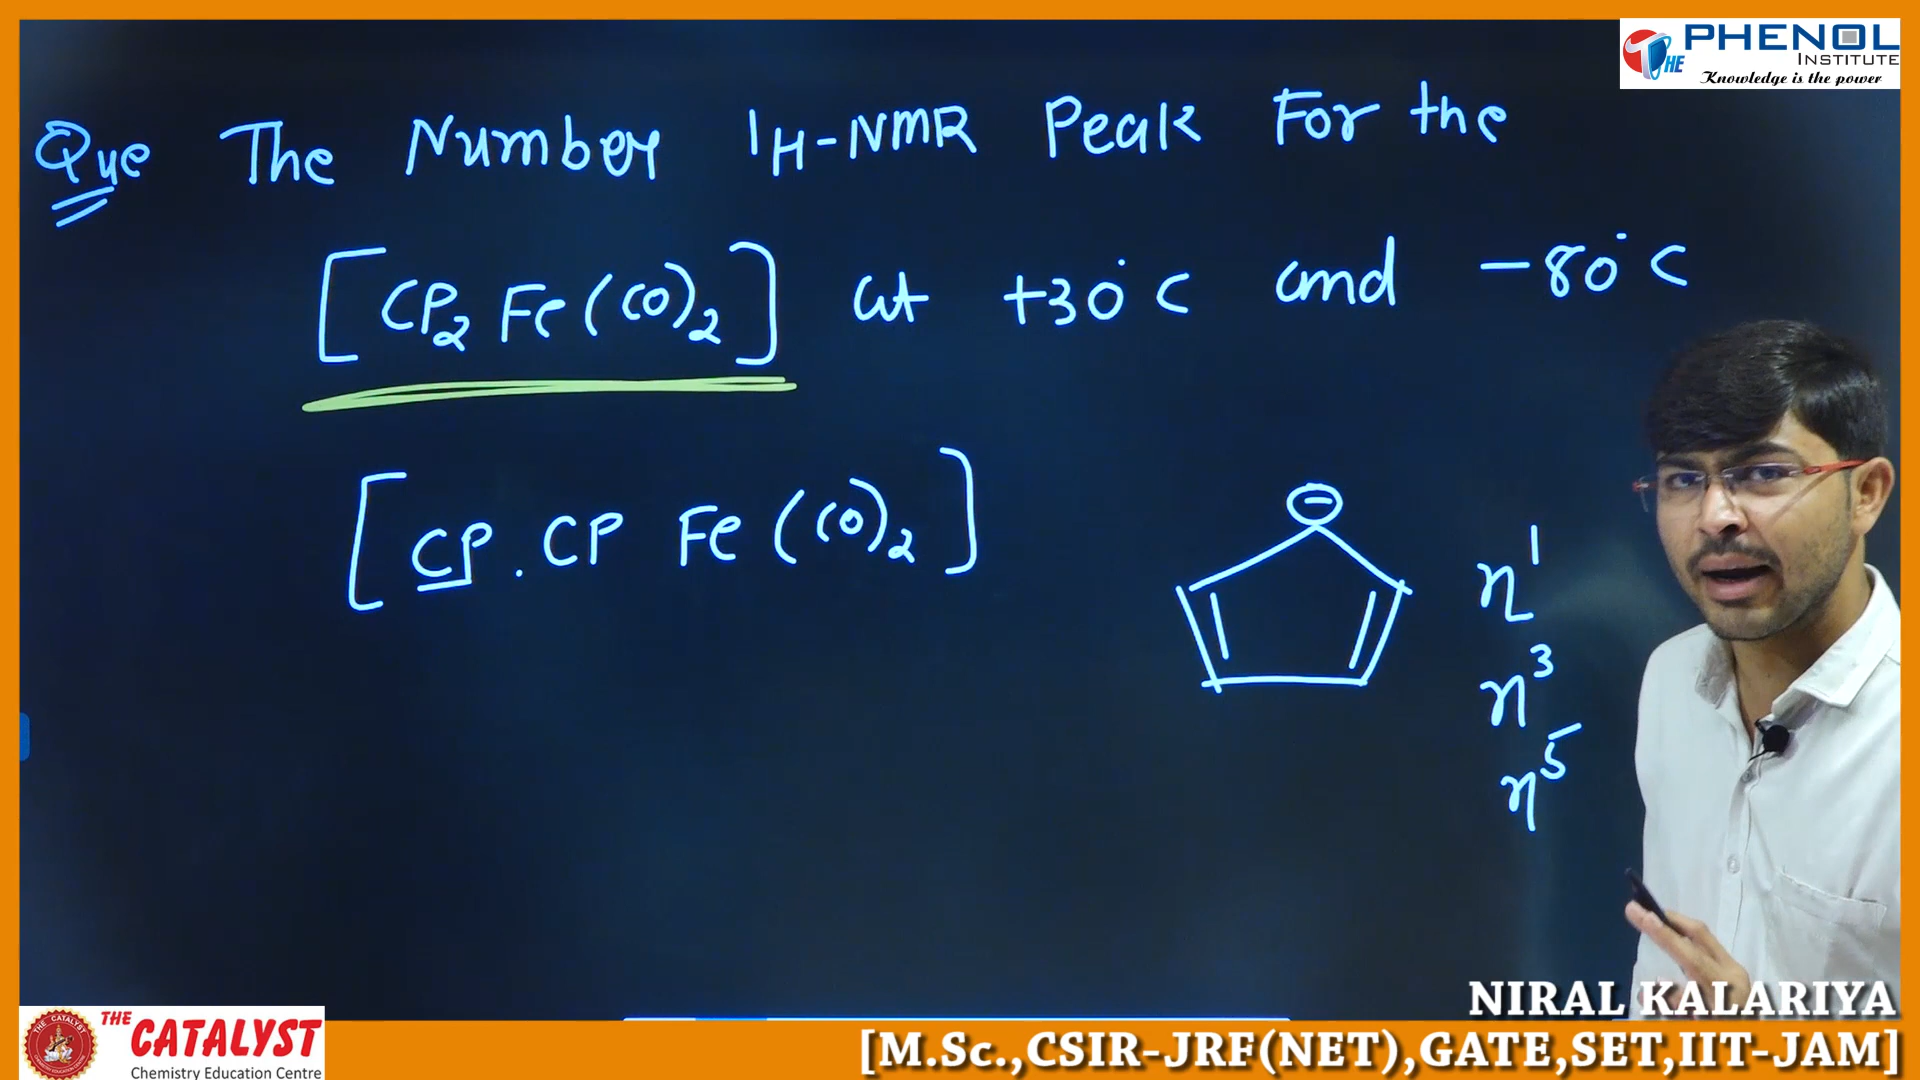 THE PHENOL
INSTITUTE
Knowledge is the power
Que The Number ¹H-NMR Peak For the
[CP₂ Fe(CO)₂] at +30°C and -80°C
[CP.CP Fe(CO)₂]
⊖
η¹
η³
η⁵
NIRAL KALARIYA
[M.Sc.,CSIR-JRF(NET),GATE,SET,IIT-JAM]
THE CATALYST
Chemistry Education Centre